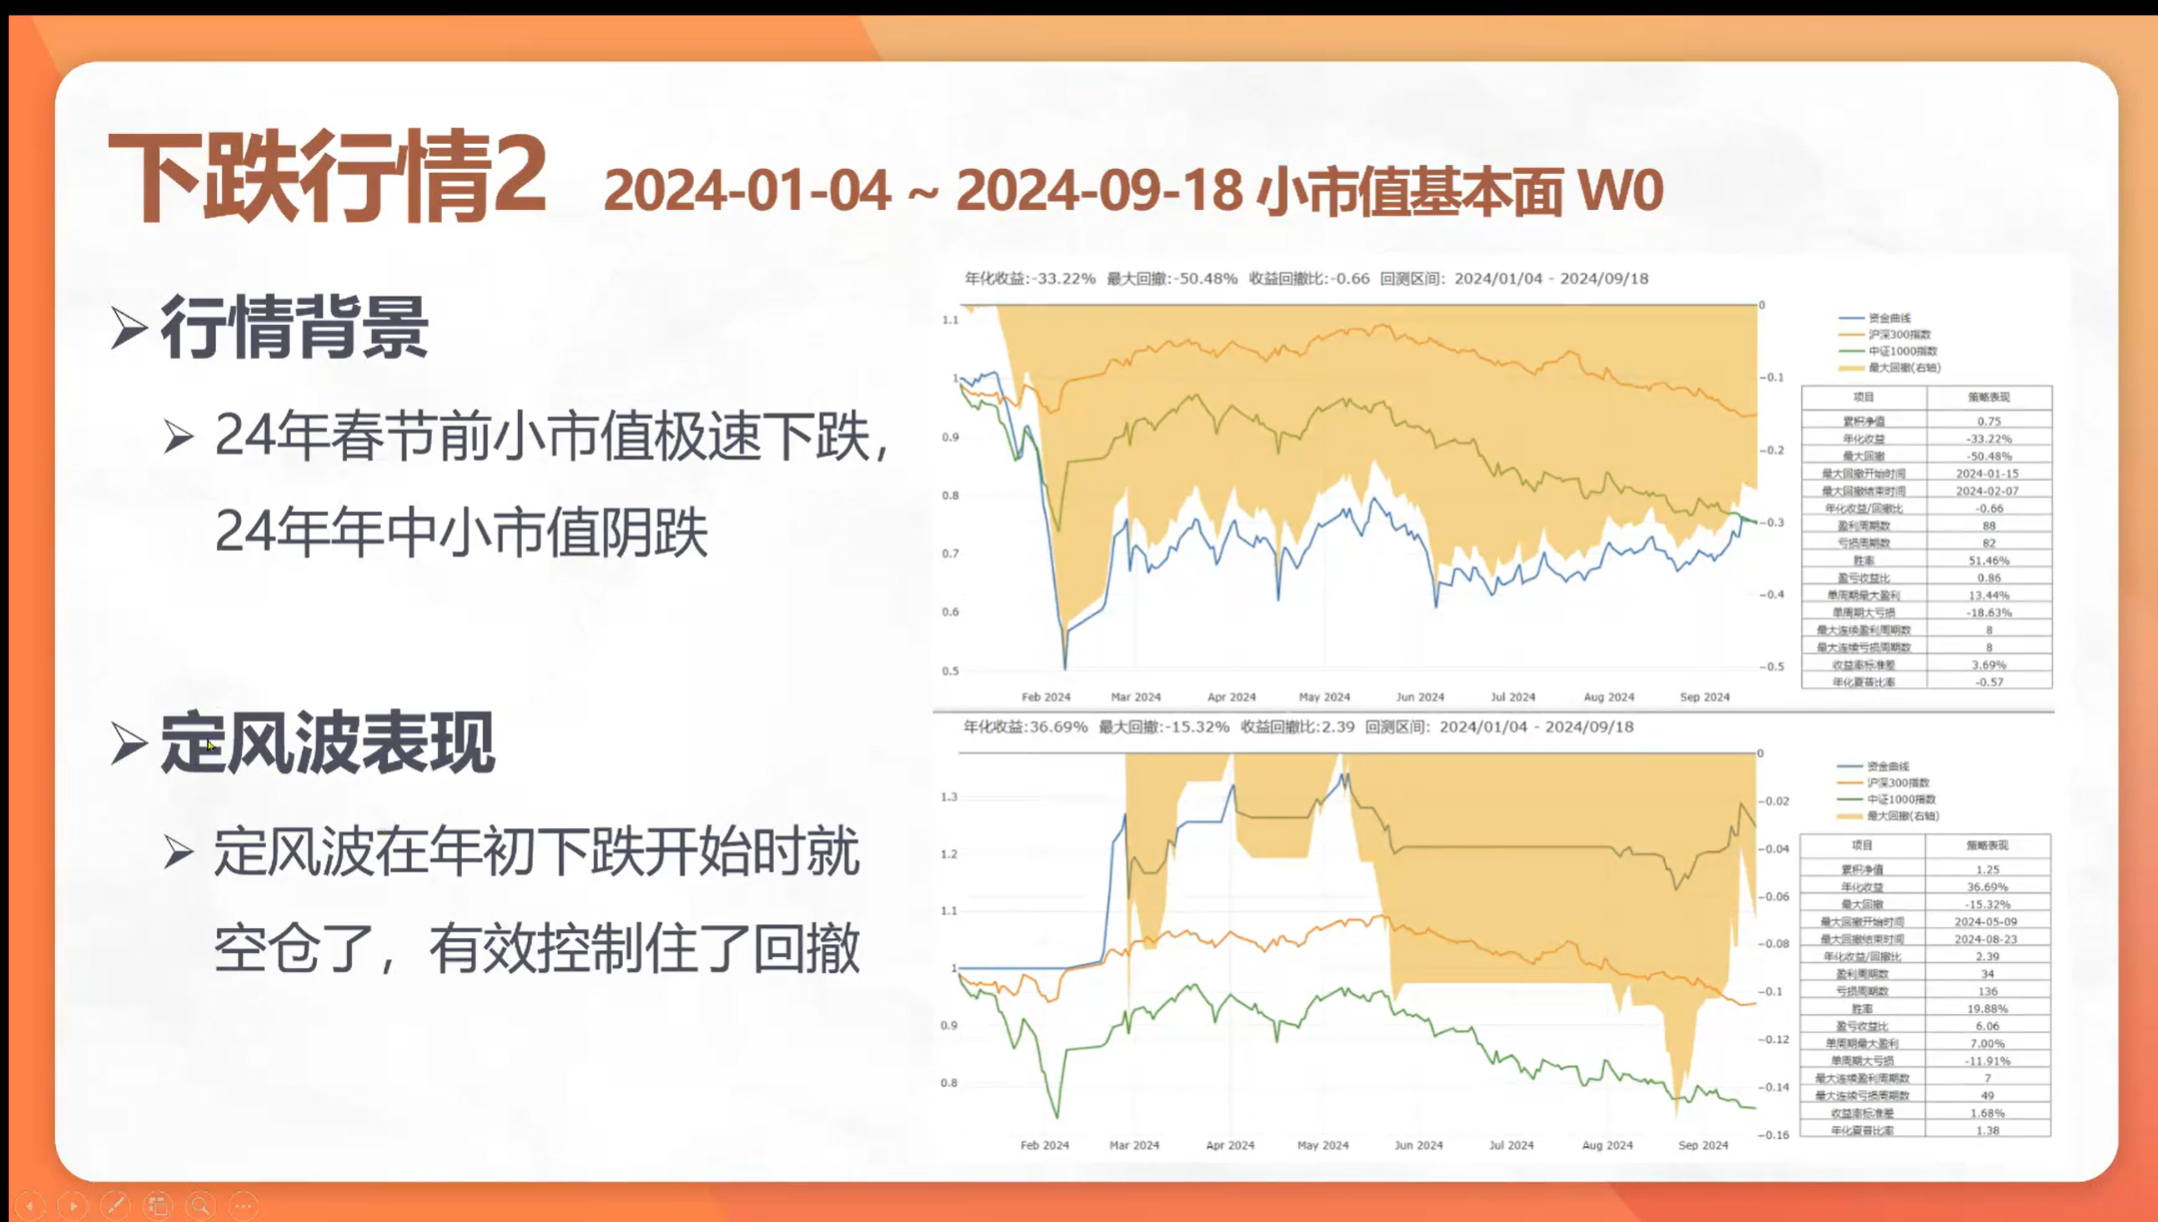 下跌行情2 2024-01-04 ~ 2024-09-18 小市值基本面 W0
行情背景
24年春节前小市值极速下跌，
24年年中小市值阴跌
定风波表现
定风波在年初下跌开始时就
空仓了，有效控制住了回撤
年化收益:-33.22% 最大回撤:-50.48% 收益回撤比:-0.66 回测区间: 2024/01/04 - 2024/09/18
1.1
1
0.9
0.8
0.7
0.6
0.5
0
−0.1
−0.2
−0.3
−0.4
−0.5
Feb 2024 Mar 2024 Apr 2024 May 2024 Jun 2024 Jul 2024 Aug 2024 Sep 2024
资金曲线
沪深300指数
中证1000指数
最大回撤(右轴)
项目 策略表现
累积净值 0.75
年化收益 -33.22%
最大回撤 -50.48%
最大回撤开始时间 2024-01-15
最大回撤结束时间 2024-02-07
年化收益/回撤比 -0.66
盈利周期数 88
亏损周期数 82
胜率 51.46%
盈亏收益比 0.86
单周期最大盈利 13.44%
单周期大亏损 -18.63%
最大连续盈利周期数 8
最大连续亏损周期数 8
收益率标准差 3.69%
年化夏普比率 -0.57
年化收益:36.69% 最大回撤:-15.32% 收益回撤比:2.39 回测区间: 2024/01/04 - 2024/09/18
1.3
1.2
1.1
1
0.9
0.8
0
−0.02
−0.04
−0.06
−0.08
−0.1
−0.12
−0.14
−0.16
Feb 2024 Mar 2024 Apr 2024 May 2024 Jun 2024 Jul 2024 Aug 2024 Sep 2024
资金曲线
沪深300指数
中证1000指数
最大回撤(右轴)
项目 策略表现
累积净值 1.25
年化收益 36.69%
最大回撤 -15.32%
最大回撤开始时间 2024-05-09
最大回撤结束时间 2024-08-23
年化收益/回撤比 2.39
盈利周期数 34
亏损周期数 136
胜率 19.88%
盈亏收益比 6.06
单周期最大盈利 7.00%
单周期大亏损 -11.91%
最大连续盈利周期数 7
最大连续亏损周期数 49
收益率标准差 1.68%
年化夏普比率 1.38